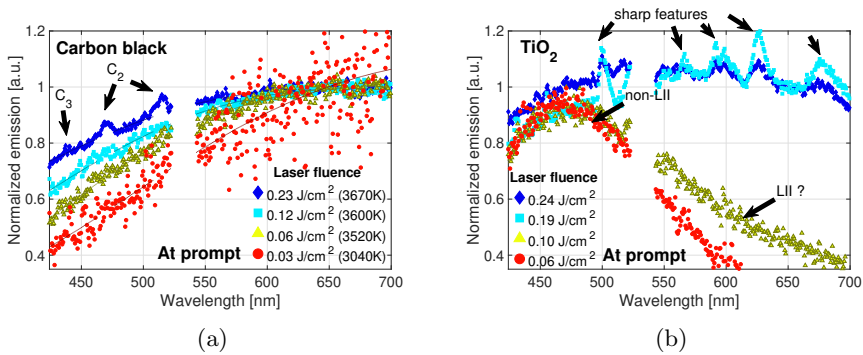 1.2
1
0.8
0.6
0.4
Normalized emission [a.u.]
Carbon black
C2
C3
Laser fluence
0.23 J/cm2 (3670K)
0.12 J/cm2 (3600K)
0.06 J/cm2 (3520K)
0.03 J/cm2 (3040K)
At prompt
450 500 550 600 650 700
Wavelength [nm]
(a)
sharp features
1.2
1
0.8
0.6
0.4
Normalized emission [a.u.]
TiO2
non-LII
LII ?
Laser fluence
0.24 J/cm2
0.19 J/cm2
0.10 J/cm2
0.06 J/cm2
At prompt
450 500 550 600 650 700
Wavelength [nm]
(b)